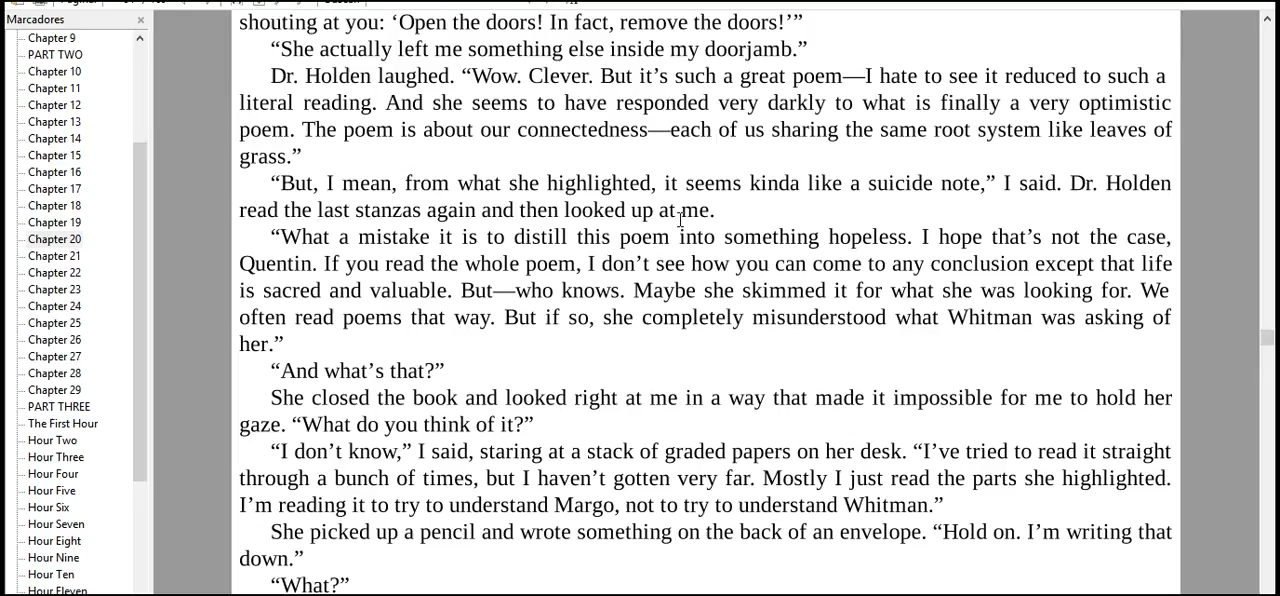 Marcadores
×
Chapter 9
PART TWO
Chapter 10
Chapter 11
Chapter 12
Chapter 13
Chapter 14
Chapter 15
Chapter 16
Chapter 17
Chapter 18
Chapter 19
Chapter 20
Chapter 21
Chapter 22
Chapter 23
Chapter 24
Chapter 25
Chapter 26
Chapter 27
Chapter 28
Chapter 29
PART THREE
The First Hour
Hour Two
Hour Three
Hour Four
Hour Five
Hour Six
Hour Seven
Hour Eight
Hour Nine
Hour Ten
Hour Eleven
shouting at you: ‘Open the doors! In fact, remove the doors!’”
“She actually left me something else inside my doorjamb.”
Dr. Holden laughed. “Wow. Clever. But it’s such a great poem—I hate to see it reduced to such a
literal reading. And she seems to have responded very darkly to what is finally a very optimistic
poem. The poem is about our connectedness—each of us sharing the same root system like leaves of
grass.”
“But, I mean, from what she highlighted, it seems kinda like a suicide note,” I said. Dr. Holden
read the last stanzas again and then looked up at me.
“What a mistake it is to distill this poem into something hopeless. I hope that’s not the case,
Quentin. If you read the whole poem, I don’t see how you can come to any conclusion except that life
is sacred and valuable. But—who knows. Maybe she skimmed it for what she was looking for. We
often read poems that way. But if so, she completely misunderstood what Whitman was asking of
her.”
“And what’s that?”
She closed the book and looked right at me in a way that made it impossible for me to hold her
gaze. “What do you think of it?”
“I don’t know,” I said, staring at a stack of graded papers on her desk. “I’ve tried to read it straight
through a bunch of times, but I haven’t gotten very far. Mostly I just read the parts she highlighted.
I’m reading it to try to understand Margo, not to try to understand Whitman.”
She picked up a pencil and wrote something on the back of an envelope. “Hold on. I’m writing that
down.”
“What?”